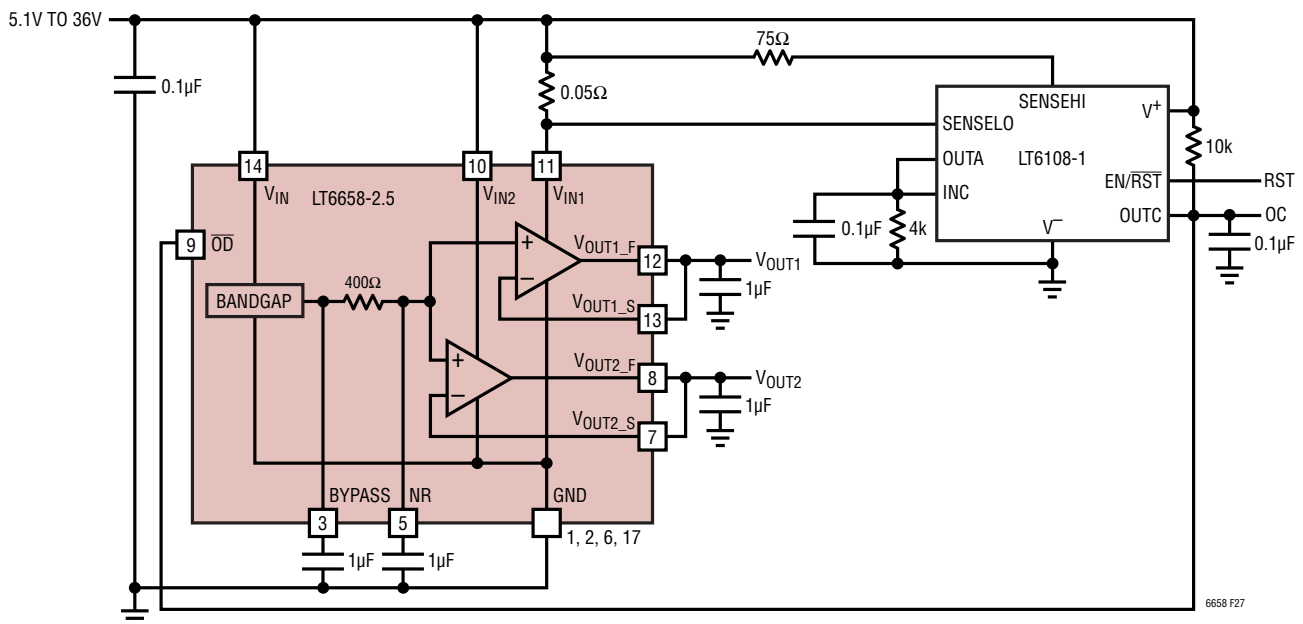 5.1V TO 36V
0.1µF
75Ω
0.05Ω
SENSEHI
SENSELO
V+
LT6108-1
OUTA
INC
EN/R̅S̅T̅
OUTC
V–
10k
RST
OC
0.1µF
0.1µF
4k
14
10
11
VIN
LT6658-2.5
VIN2
VIN1
9
O̅D̅
BANDGAP
400Ω
+
–
VOUT1_F
12
VOUT1
1µF
VOUT1_S
13
+
–
VOUT2_F
8
VOUT2
1µF
VOUT2_S
7
BYPASS
NR
GND
3
5
1, 2, 6, 17
1µF
1µF
6658 F27